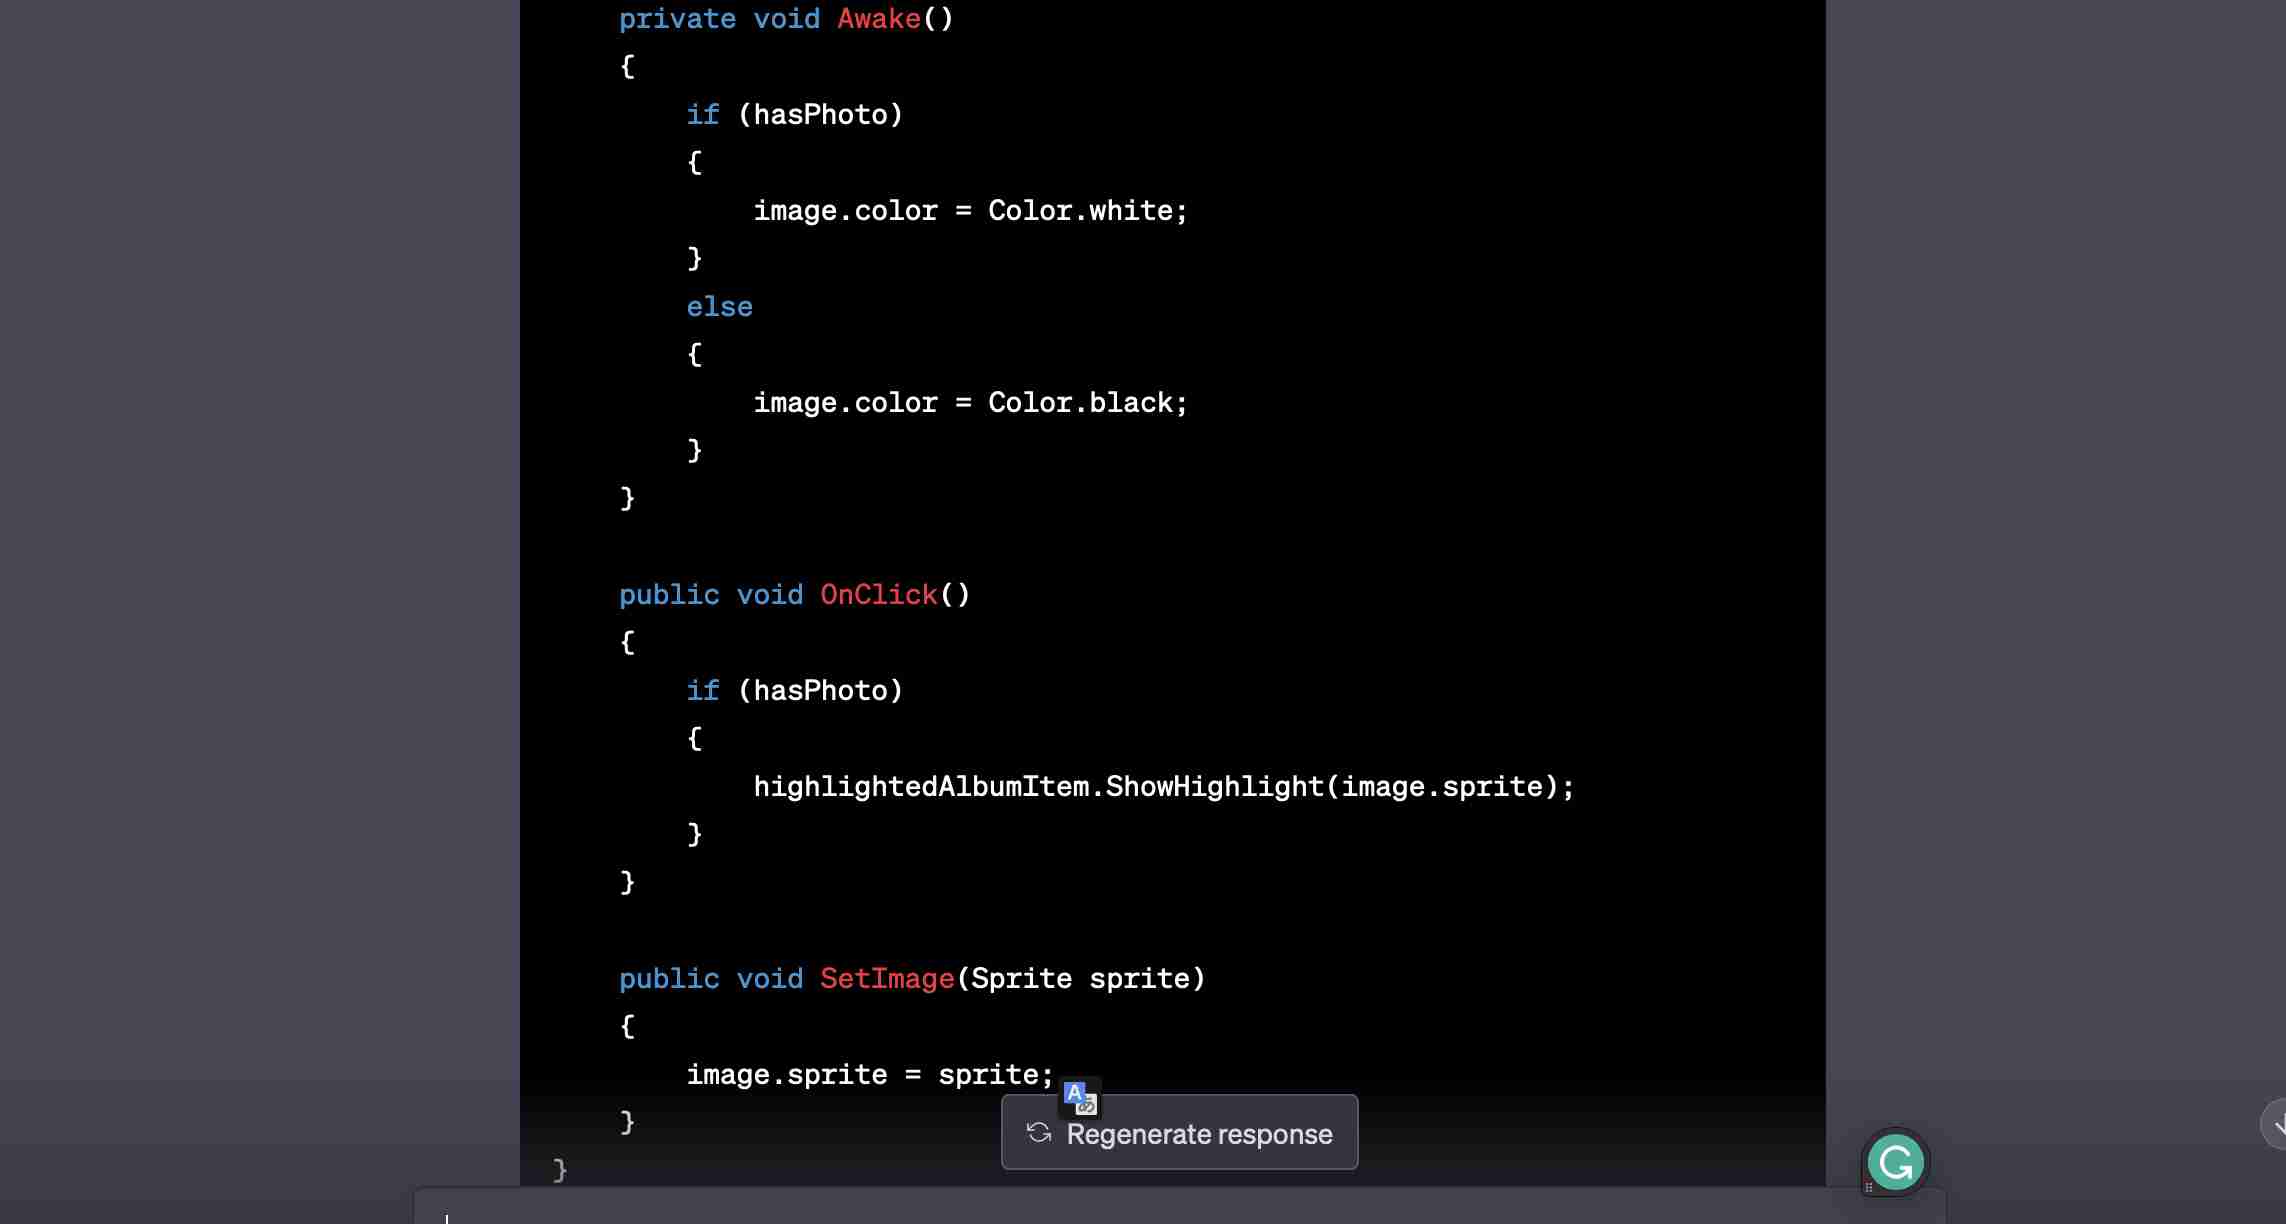 private void Awake()
{
if (hasPhoto)
{
image.color = Color.white;
}
else
{
image.color = Color.black;
}
}
public void OnClick()
{
if (hasPhoto)
{
highlightedAlbumItem.ShowHighlight(image.sprite);
}
}
public void SetImage(Sprite sprite)
{
image.sprite = sprite;
}
}
A あ
Regenerate response
G